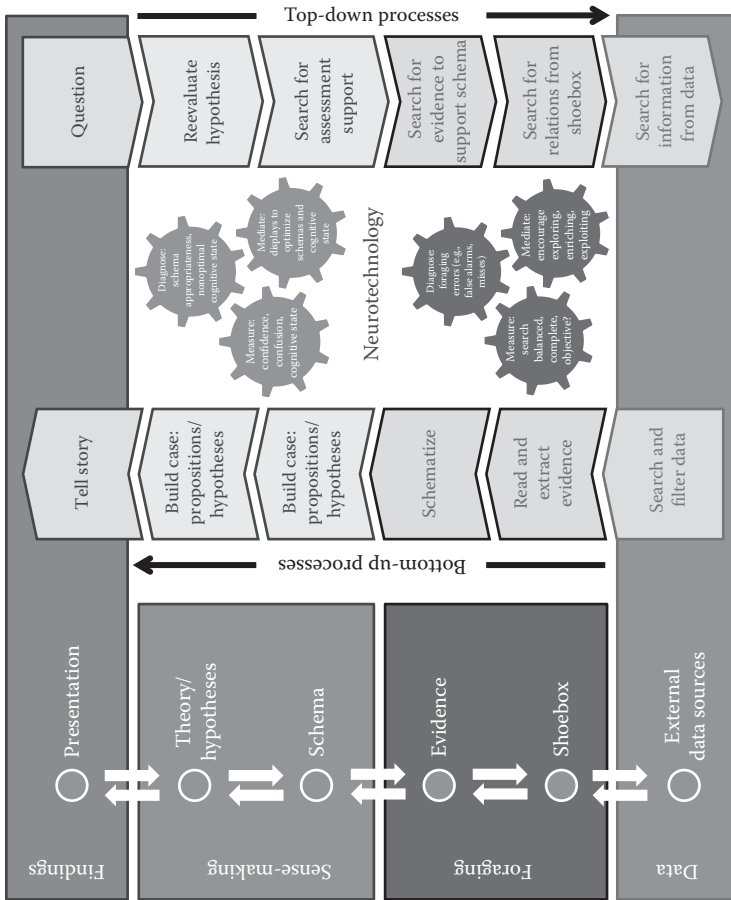 Findings
Sense-making
Foraging
Data
Presentation
Theory/
hypotheses
Schema
Evidence
Shoebox
External
data sources
Bottom-up processes
Tell story
Build case:
propositions/
hypotheses
Build case:
propositions/
hypotheses
Schematize
Read and
extract
evidence
Search and
filter data
Measure:
confidence,
confusion,
cognitive state
Diagnose:
schema
appropriateness,
nonoptimal
cognitive state
Mediate:
displays to
optimize
schemas and
cognitive
state
Neurotechnology
Measure:
search
balanced,
complete,
objective?
Diagnose:
foraging
errors (e.g.,
false alarms,
misses)
Mediate:
encourage
exploring,
enriching,
exploiting
Question
Reevaluate
hypothesis
Search for
assessment
support
Search for
evidence to
support schema
Search for
relations from
shoebox
Search for
information
from data
Top-down processes